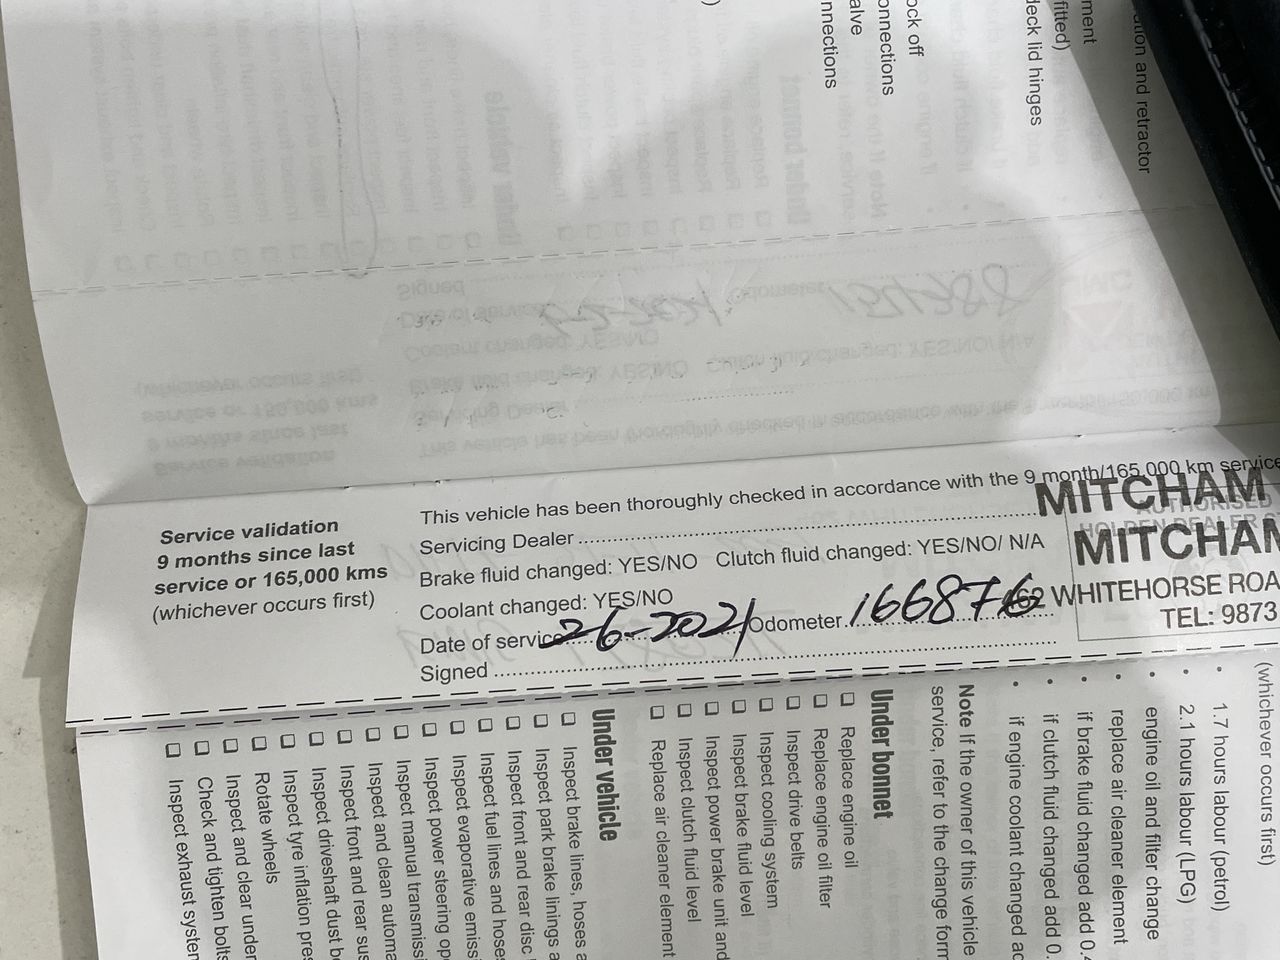 ution and retractor
ment
fitted)
deck lid hinges
ock off
onnections
alve
nnections
Service validation
9 months since last
service or 165,000 kms
(whichever occurs first)
This vehicle has been thoroughly checked in accordance with the 9 month/165,000 km service
Servicing Dealer
Brake fluid changed: YES/NO Clutch fluid changed: YES/NO/ N/A
Coolant changed: YES/NO
Date of service 2-6-2021 Odometer 166876
Signed
MITCHAM
AUTHORISED
HOLDEN DEALER
MITCHAM
WHITEHORSE ROA
TEL: 9873
(whichever occurs first)
• 1.7 hours labour (petrol)
• 2.1 hours labour (LPG)
• engine oil and filter change
• replace air cleaner element
• if brake fluid changed add 0.4
• if clutch fluid changed add 0.
• if engine coolant changed ad
Note If the owner of this vehicle
service, refer to the change form
Under bonnet
❑ Replace engine oil
❑ Replace engine oil filter
❑ Inspect drive belts
❑ Inspect cooling system
❑ Inspect brake fluid level
❑ Inspect power brake unit and
❑ Inspect clutch fluid level
❑ Replace air cleaner element
Under vehicle
❑ Inspect brake lines, hoses a
❑ Inspect park brake linings a
❑ Inspect front and rear disc
❑ Inspect fuel lines and hoses
❑ Inspect evaporative emiss
❑ Inspect power steering op
❑ Inspect manual transmiss
❑ Inspect and clean automa
❑ Inspect front and rear sus
❑ Inspect driveshaft dust b
❑ Inspect tyre inflation pres
❑ Rotate wheels
❑ Inspect and clear under
❑ Check and tighten bolts
❑ Inspect exhaust system